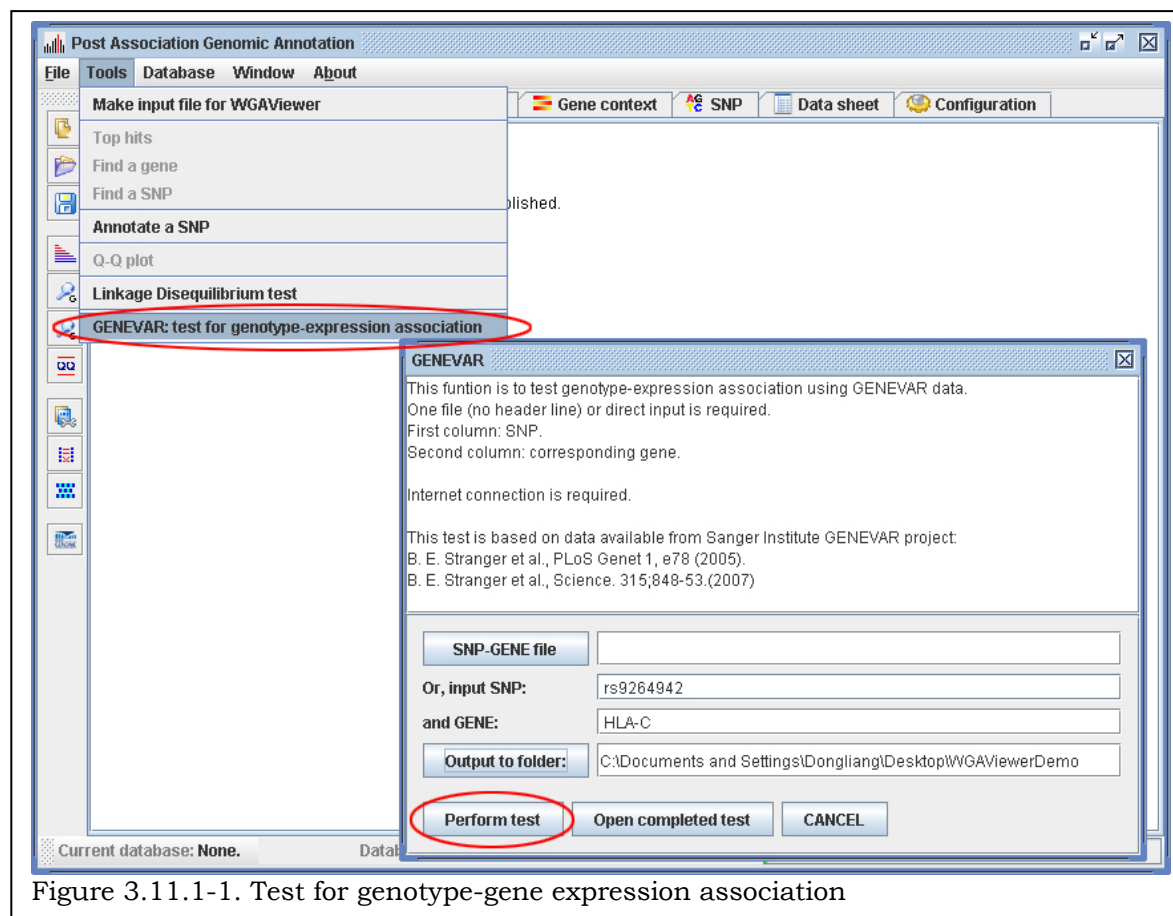 Post Association Genomic Annotation
File Tools Database Window About
Make input file for WGAViewer
Gene context
AG TC SNP
Data sheet
Configuration
Top hits
Find a gene
Find a SNP
blished.
Annotate a SNP
Q-Q plot
Linkage Disequilibrium test
GENEVAR: test for genotype-expression association
G
QQ
GENEVAR
This funtion is to test genotype-expression association using GENEVAR data.
One file (no header line) or direct input is required.
First column: SNP.
Second column: corresponding gene.
Internet connection is required.
This test is based on data available from Sanger Institute GENEVAR project:
B. E. Stranger et al., PLoS Genet 1, e78 (2005).
B. E. Stranger et al., Science. 315;848-53.(2007)
SNP-GENE file
Or, input SNP: rs9264942
and GENE: HLA-C
Output to folder: C:\Documents and Settings\Dongliang\Desktop\WGAViewerDemo
Perform test Open completed test CANCEL
Current database: None. Datab
Figure 3.11.1-1. Test for genotype-gene expression association